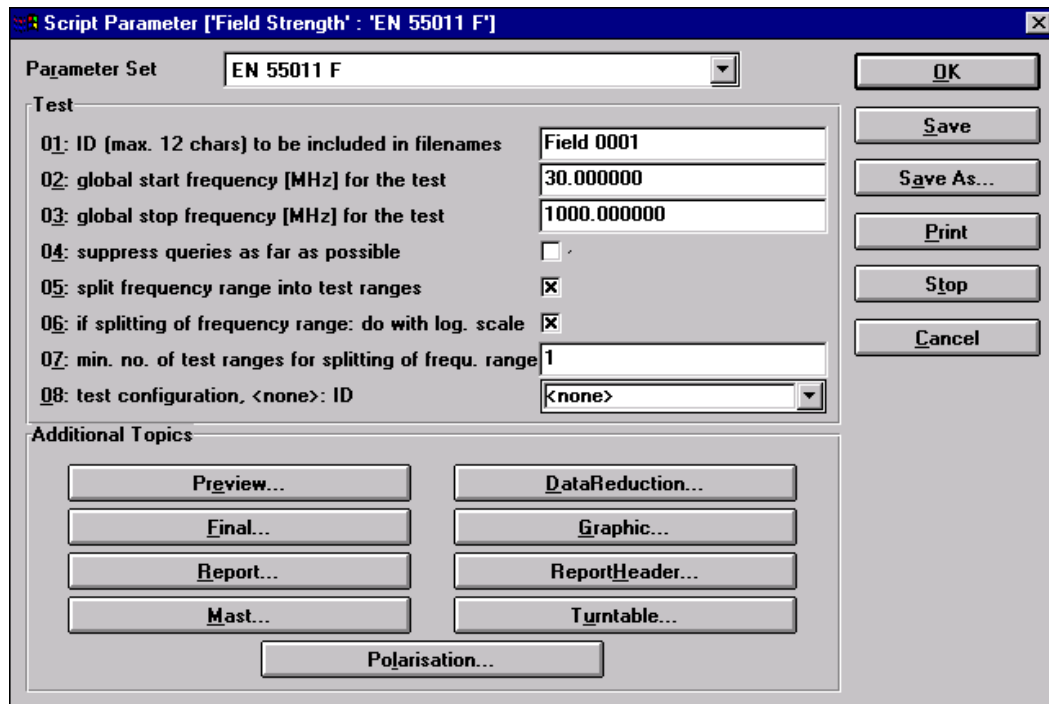 Script Parameter ['Field Strength' : 'EN 55011 F']
Parameter Set EN 55011 F
OK
Save
Save As...
Print
Stop
Cancel
Test
01: ID (max. 12 chars) to be included in filenames Field 0001
02: global start frequency [MHz] for the test 30.000000
03: global stop frequency [MHz] for the test 1000.000000
04: suppress queries as far as possible
05: split frequency range into test ranges
06: if splitting of frequency range: do with log. scale
07: min. no. of test ranges for splitting of frequ. range 1
08: test configuration, <none>: ID <none>
Additional Topics
Preview... DataReduction...
Final... Graphic...
Report... ReportHeader...
Mast... Turntable...
Polarisation...